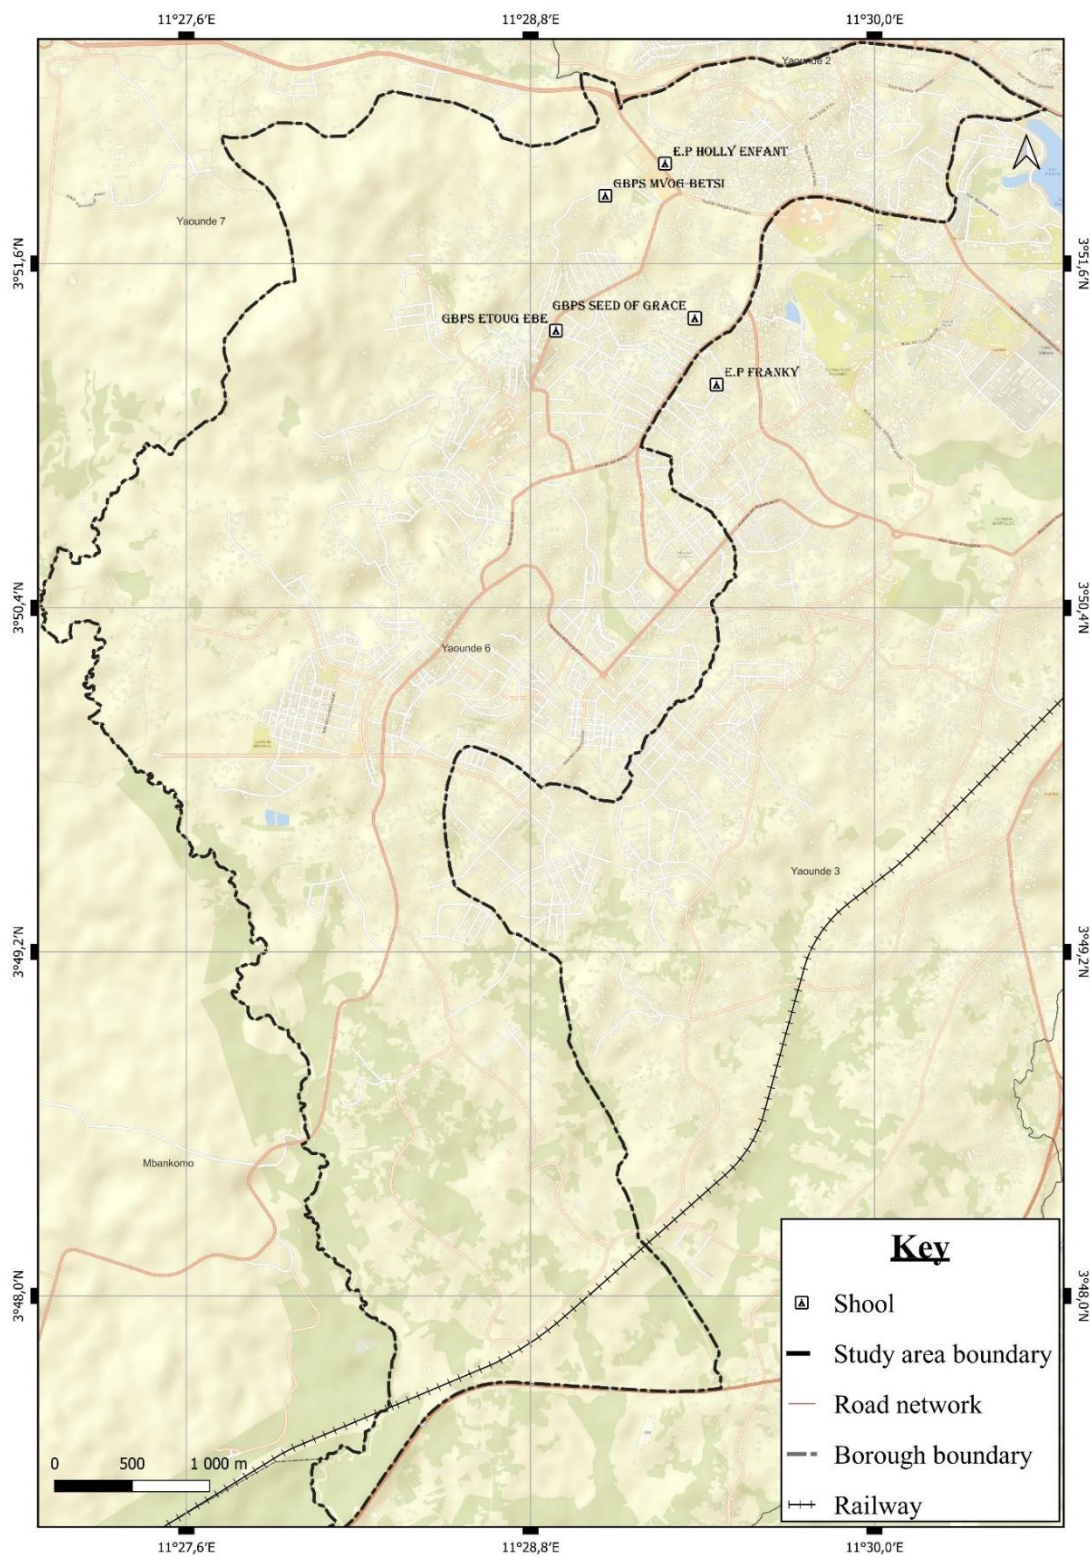 11°27,6'E 11°28,8'E 11°30,0'E
Yaounde 2
E.P HOLLY ENFANT
GBPS MVOG-BETSI
Yaounde 7
3°51,6'N 3°51,6'N
GBPS SEED OF GRACE
GBPS ETOUG EBE
E.P FRANKY
3°50,4'N 3°50,4'N
Yaounde 6
Yaounde 3
3°49,2'N 3°49,2'N
Mbankomo
3°48,0'N 3°48,0'N
Key
Shool
Study area boundary
Road network
Borough boundary
Railway
0 500 1 000 m
11°27,6'E 11°28,8'E 11°30,0'E